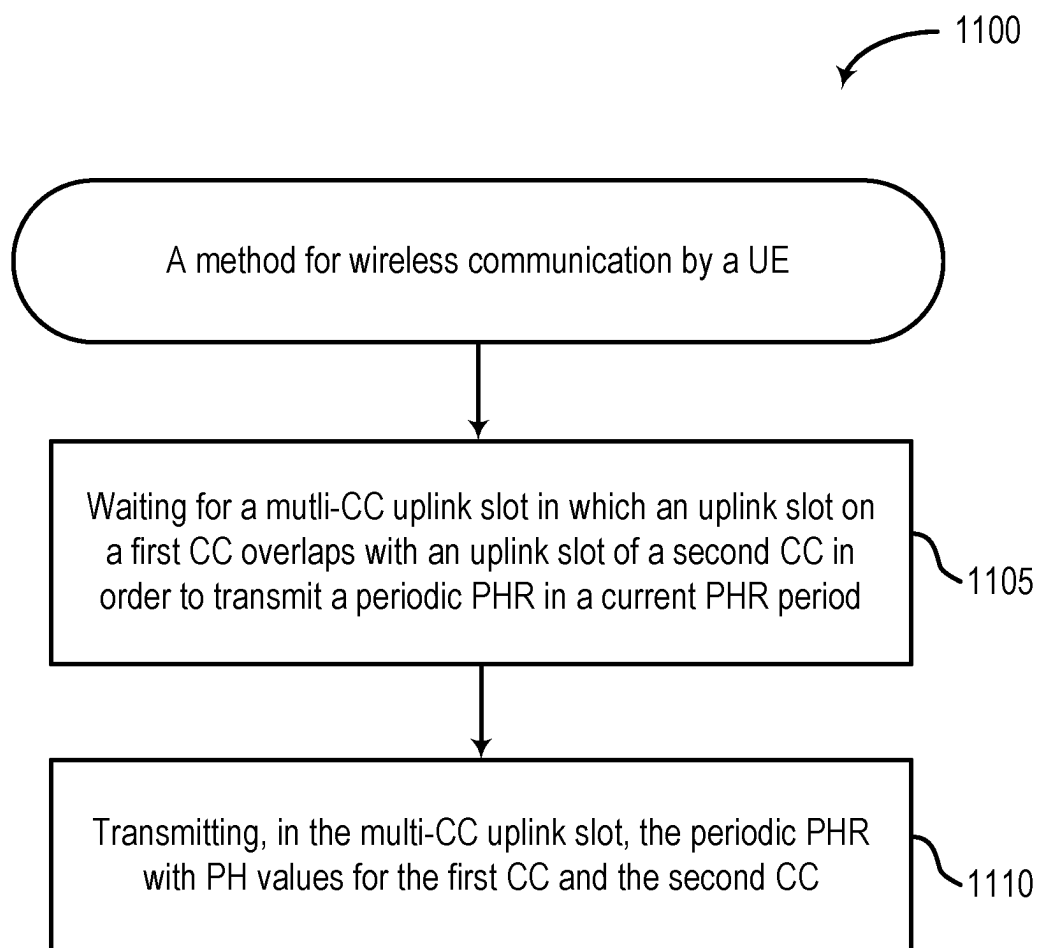 1100
A method for wireless communication by a UE
Waiting for a mutli-CC uplink slot in which an uplink slot on
a first CC overlaps with an uplink slot of a second CC in
order to transmit a periodic PHR in a current PHR period
1105
Transmitting, in the multi-CC uplink slot, the periodic PHR
with PH values for the first CC and the second CC
1110